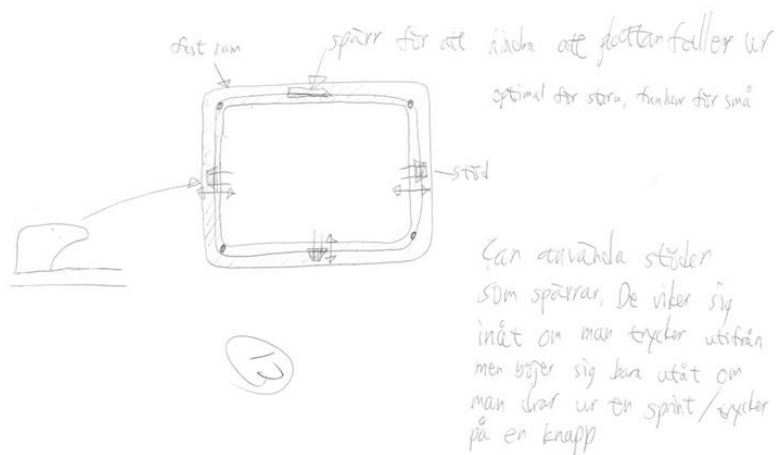 fast ram
spärr för att hindra att plattan faller ur
optimal för stora, funkar för små
stöd
Kan använda stöder
som spärrar. De viker sig
inåt om man trycker utifrån
men böjer sig bara utåt om
man drar ur en sprint/trycker
på en knapp
13